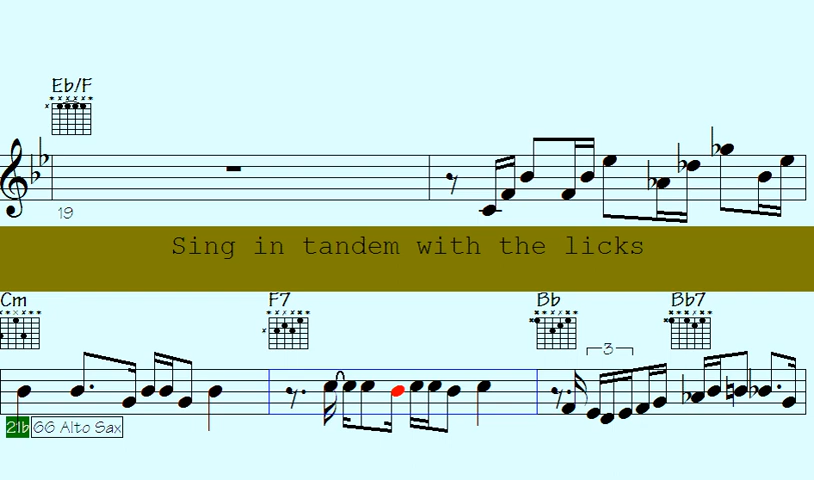 Eb/F
19
Sing in tandem with the licks
Cm F7 Bb Bb7
3
21b 66 Alto Sax